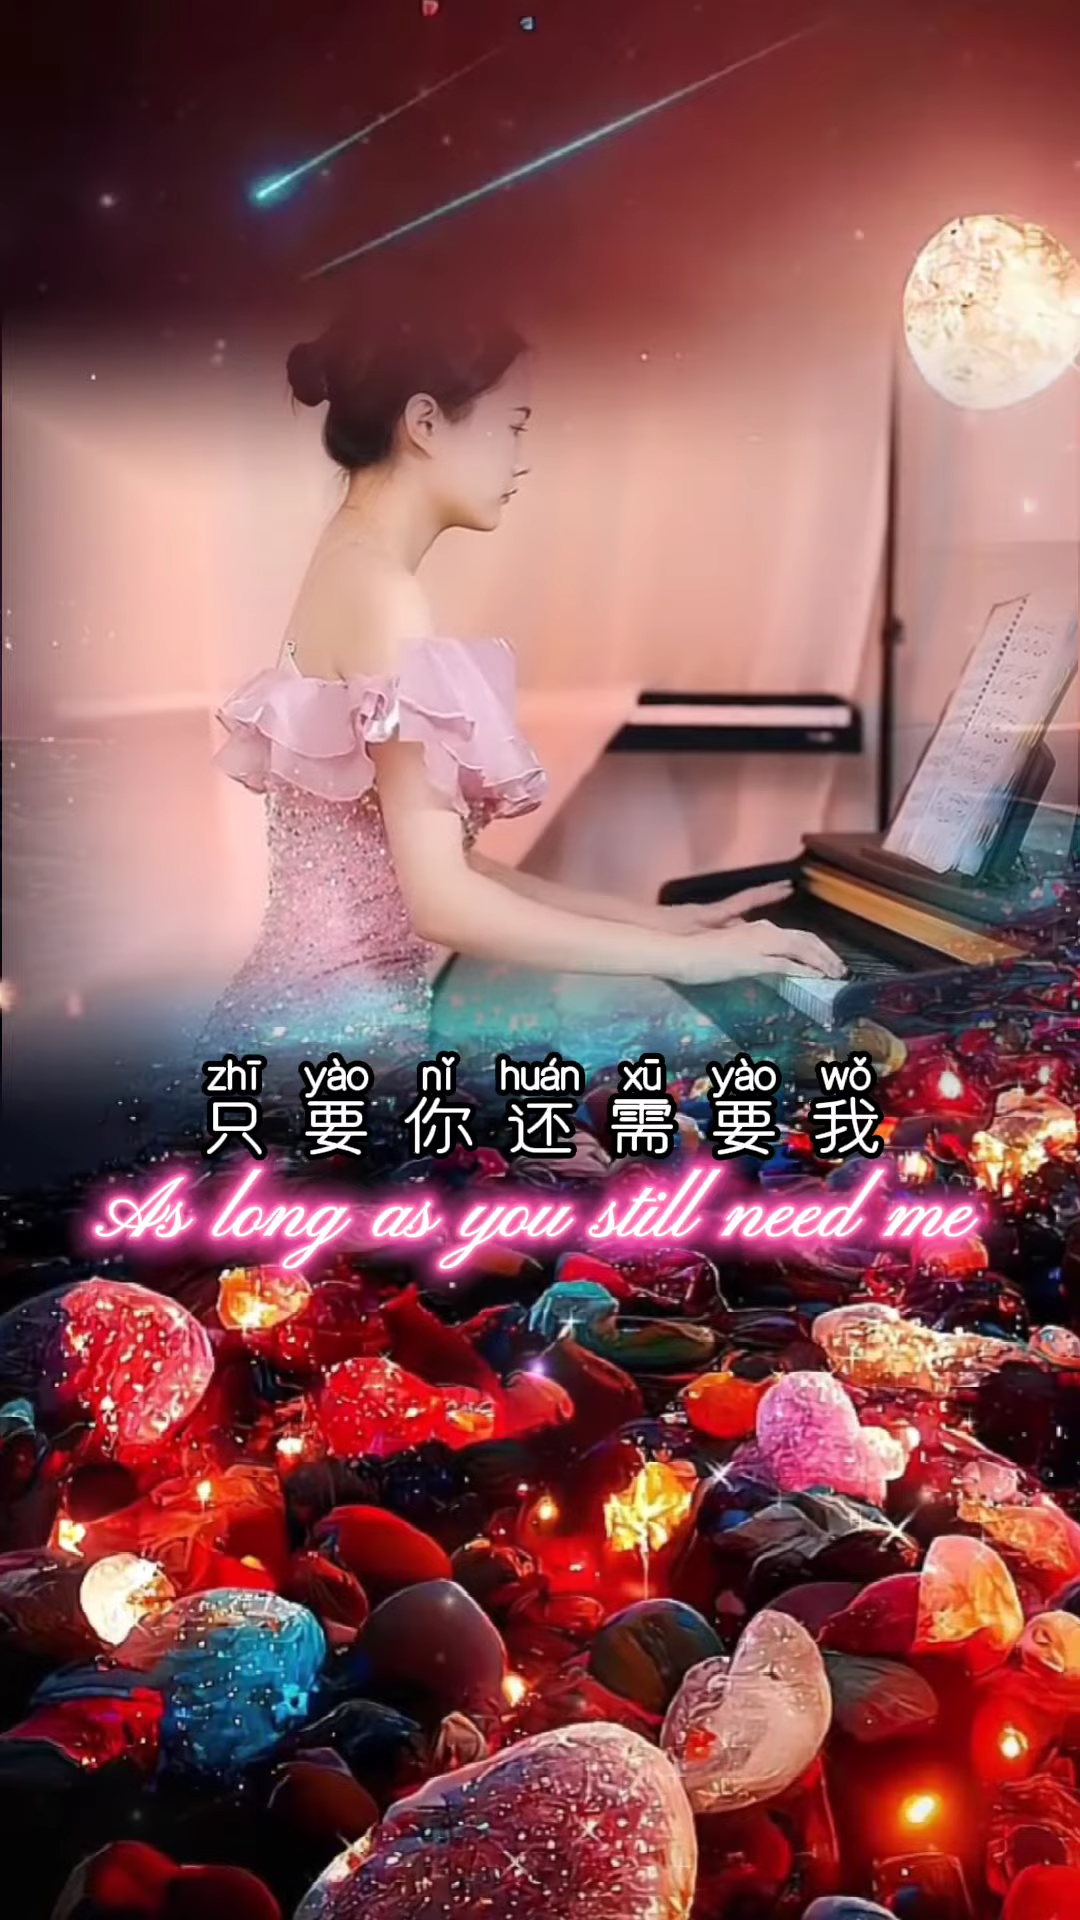 zhī yào nǐ huán xū yào wǒ
只要你还需要我
As long as you still need me